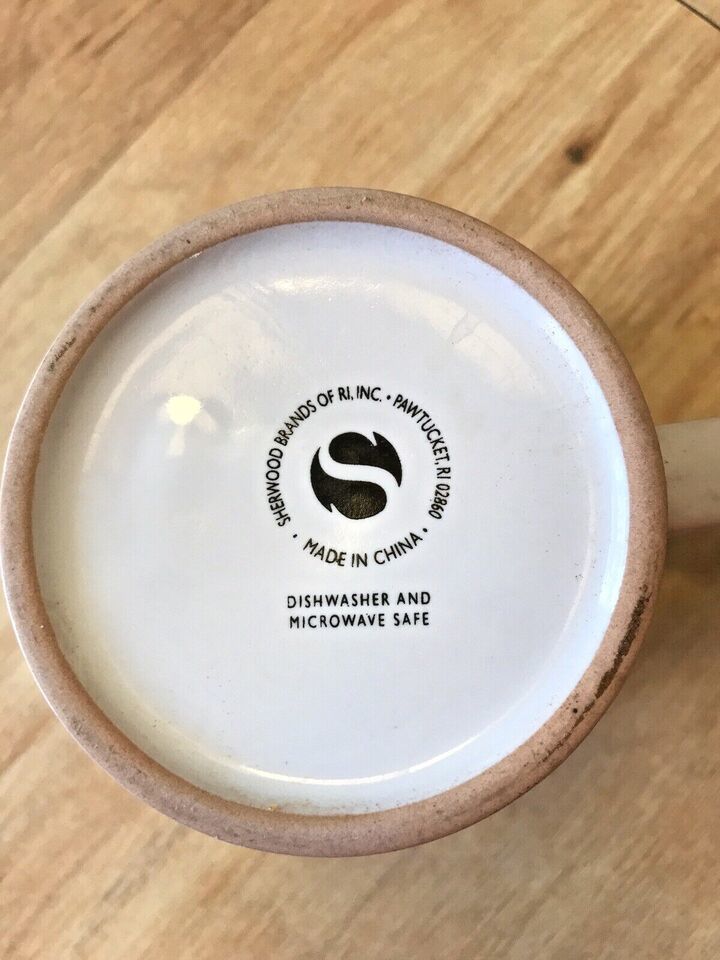 SHERWOOD BRANDS OF RI, INC. • PAWTUCKET, RI 02860 •
MADE IN CHINA •
S
DISHWASHER AND
MICROWAVE SAFE